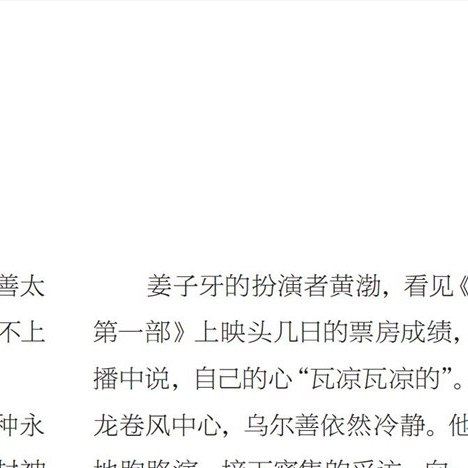 善太
不上
种永
姜子牙的扮演者黄渤，看见《
第一部》上映头几日的票房成绩，
播中说，自己的心“瓦凉瓦凉的”。
龙卷风中心，乌尔善依然冷静。他